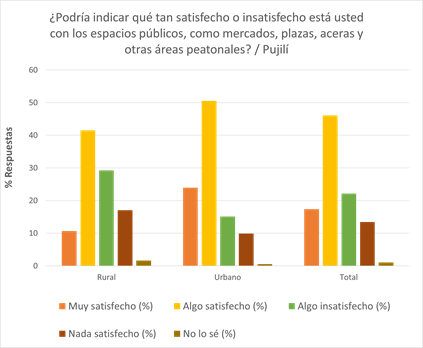 ¿Podría indicar qué tan satisfecho o insatisfecho está usted
con los espacios públicos, como mercados, plazas, aceras y
otras áreas peatonales? / Pujilí
60
50
40
30
20
10
0
% Respuestas
Rural
Urbano
Total
Muy satisfecho (%)
Algo satisfecho (%)
Algo insatisfecho (%)
Nada satisfecho (%)
No lo sé (%)